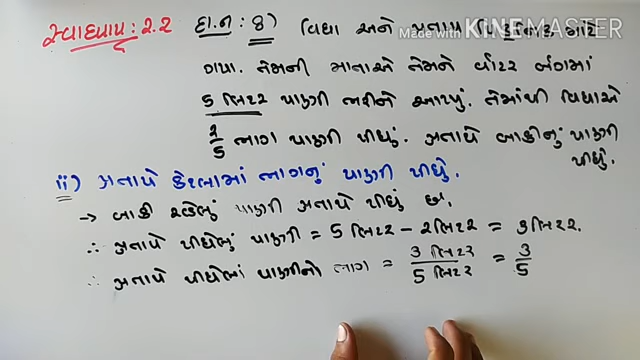 Made with KINEMASTER
સ્વાધ્યાય : 2.2 દા.નં : 8) વિદ્યા અને પ્રતાપ પિકનિક માટે
ગયા. તેમની માતાએ તેમને વોટર બેગમાં
5 લિટર પાણી ભરીને આપ્યું. તેમાંથી વિદ્યાએ
2/5 ભાગ પાણી પીધું. પ્રતાપે બાકીનું પાણી
પીધું.
ii) પ્રતાપે કેટલામાં ભાગનું પાણી પીધું.
→ બાકી રહેલું પાણી પ્રતાપે પીધું છે.
∴ પ્રતાપે પીધેલું પાણી = 5 લિટર - 2 લિટર = 3 લિટર.
∴ પ્રતાપે પીધેલાં પાણીનો ભાગ = 3 લિટર / 5 લિટર = 3/5